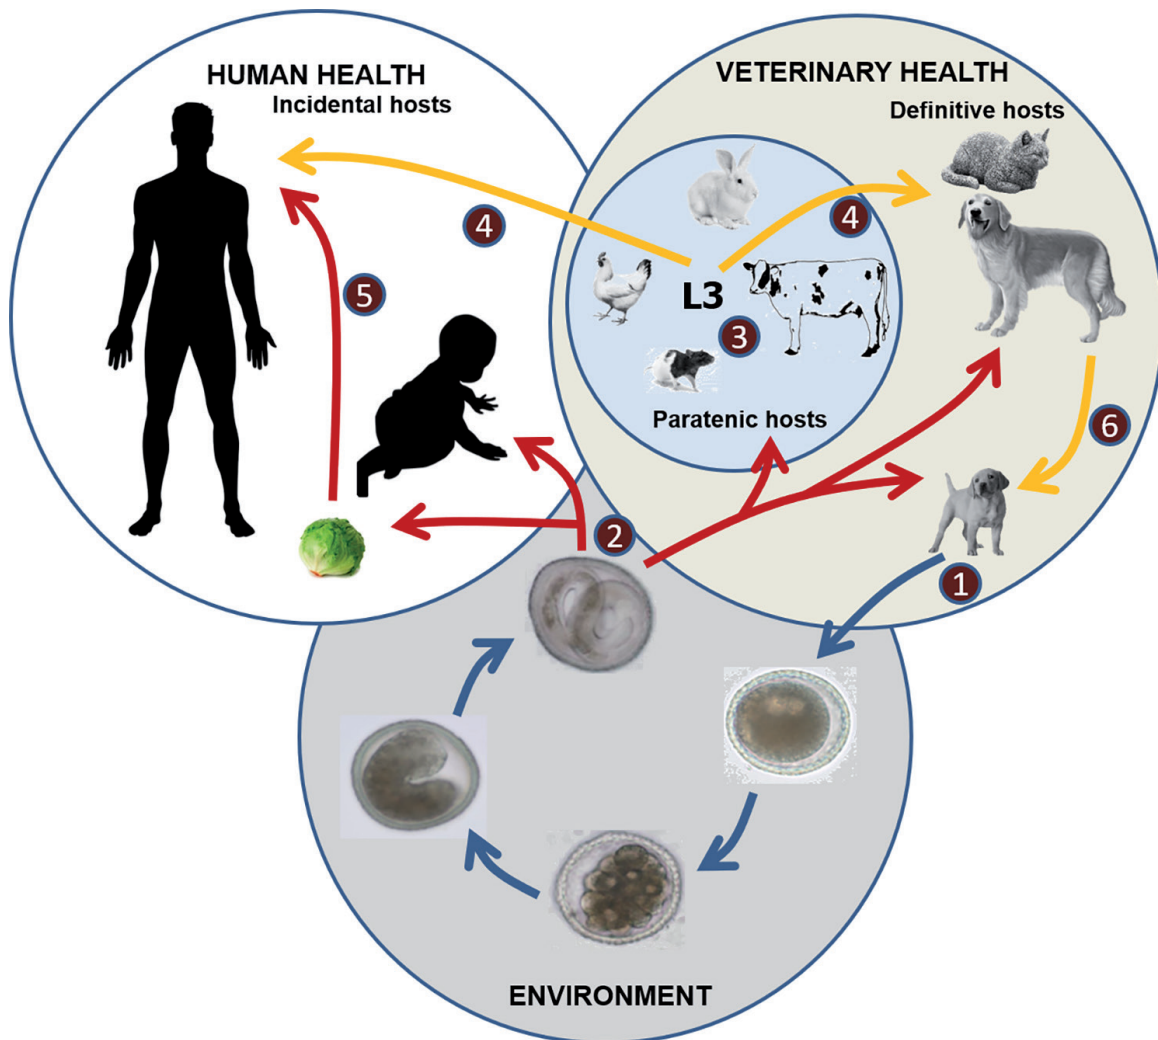 HUMAN HEALTH
Incidental hosts
VETERINARY HEALTH
Definitive hosts
4
4
5
L3
3
Paratenic hosts
6
2
1
ENVIRONMENT